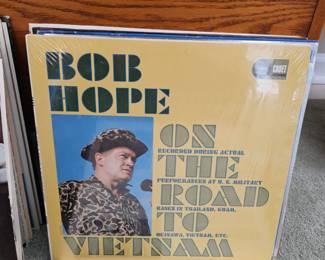 BOB
HOPE
CADET
ON
RECORDED DURING ACTUAL
THE
PERFORMANCES AT U. S. MILITARY
ROAD
BASES IN THAILAND, GUAM,
TO
OKINAWA, VIETNAM, ETC.
VIETNAM